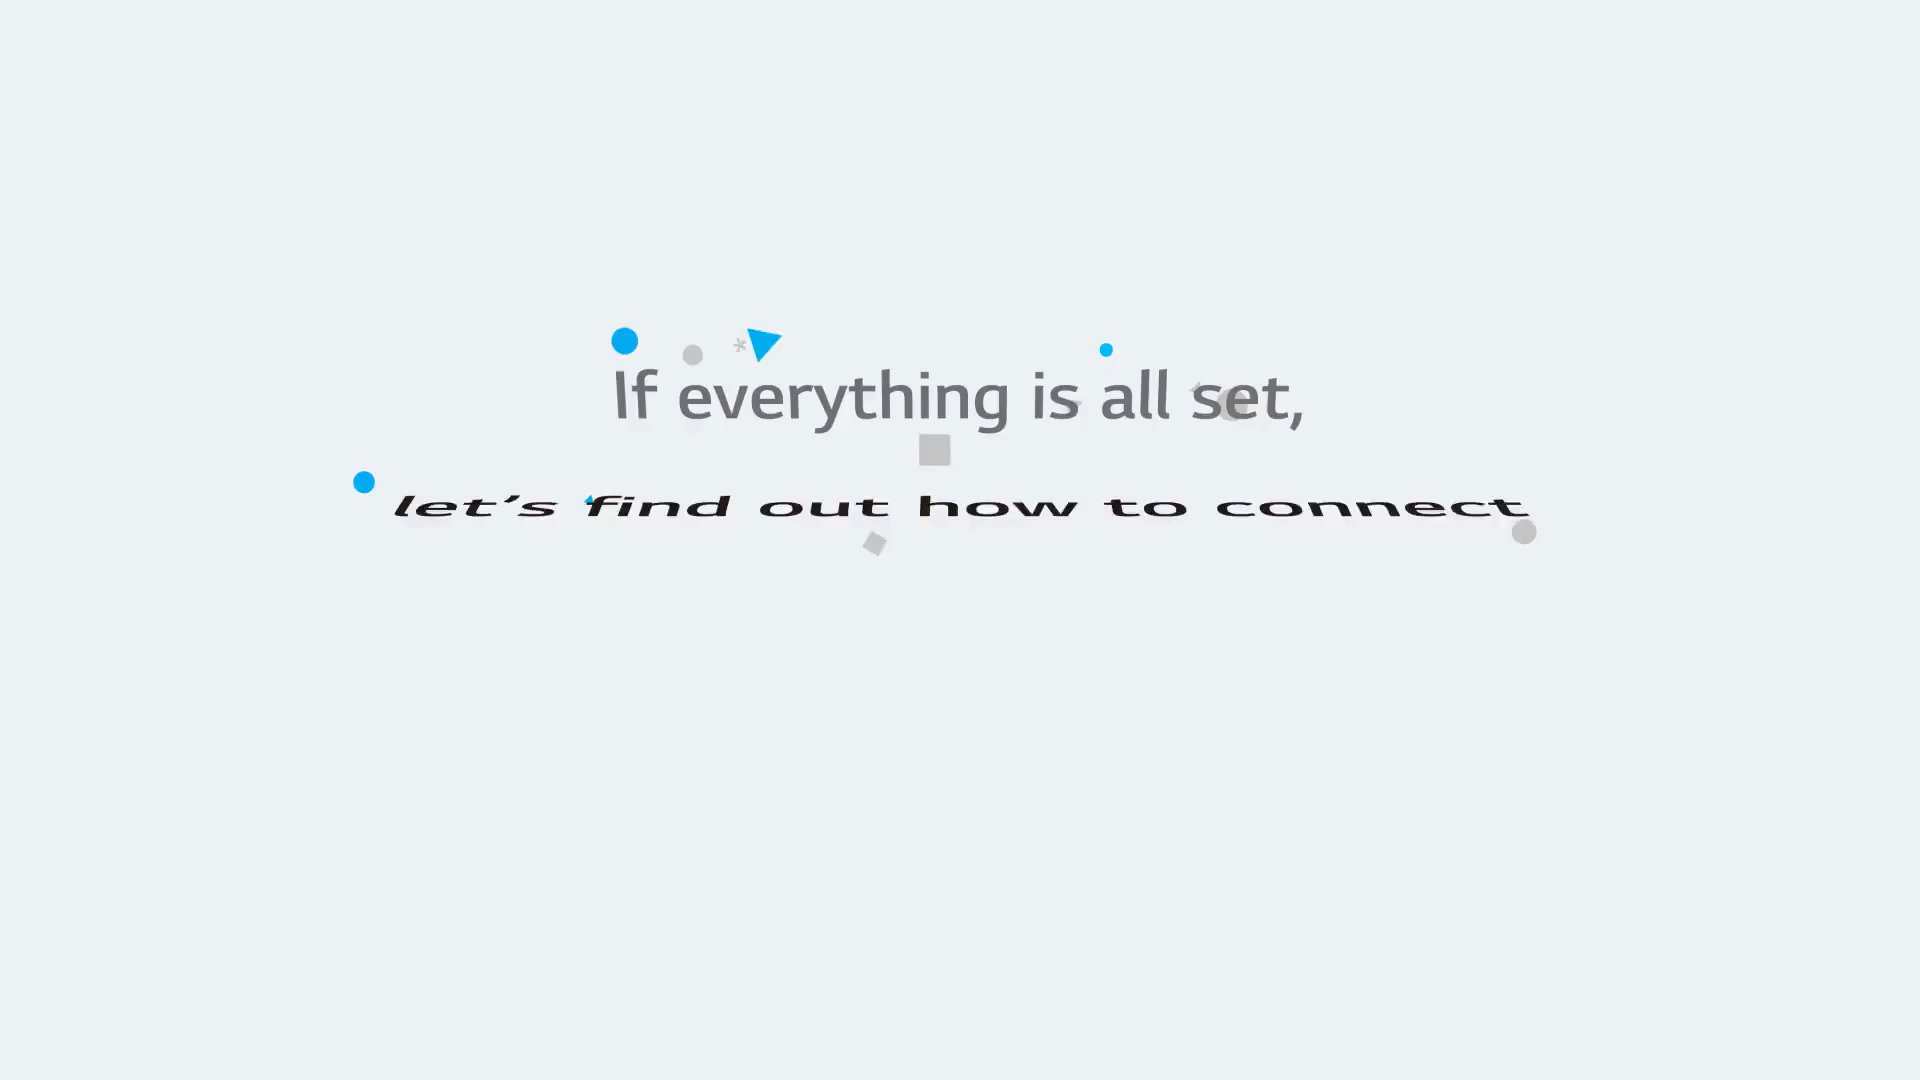 If everything is all set,
let’s find out how to connect